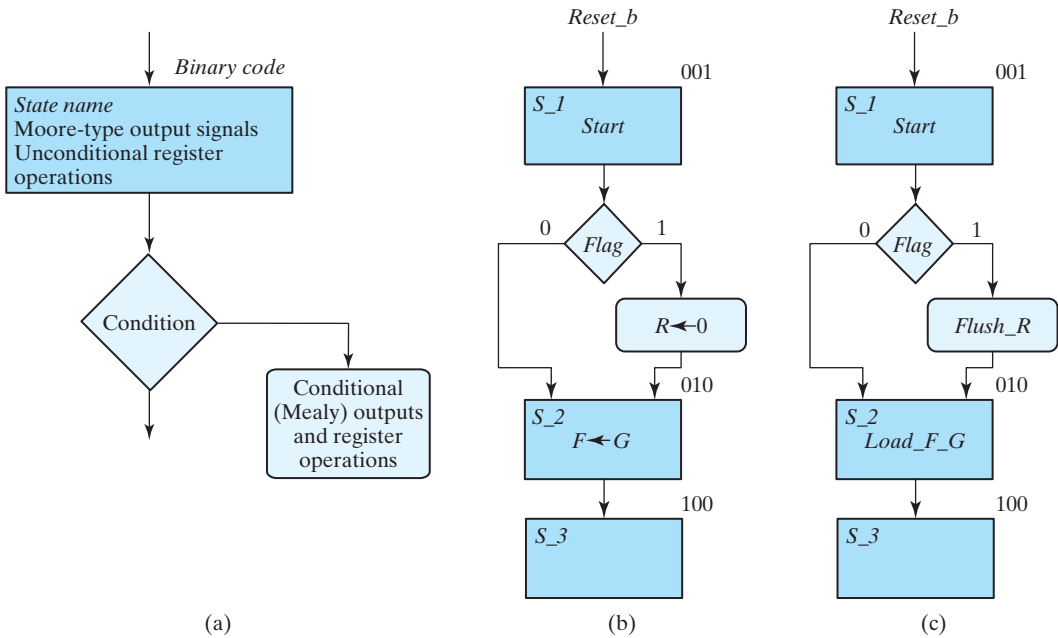 Binary code
State name
Moore-type output signals
Unconditional register
operations
Condition
Conditional
(Mealy) outputs
and register
operations
(a)
Reset_b
001
S_1
Start
0
1
Flag
R←0
010
S_2
F←G
100
S_3
(b)
Reset_b
001
S_1
Start
0
1
Flag
Flush_R
010
S_2
Load_F_G
100
S_3
(c)